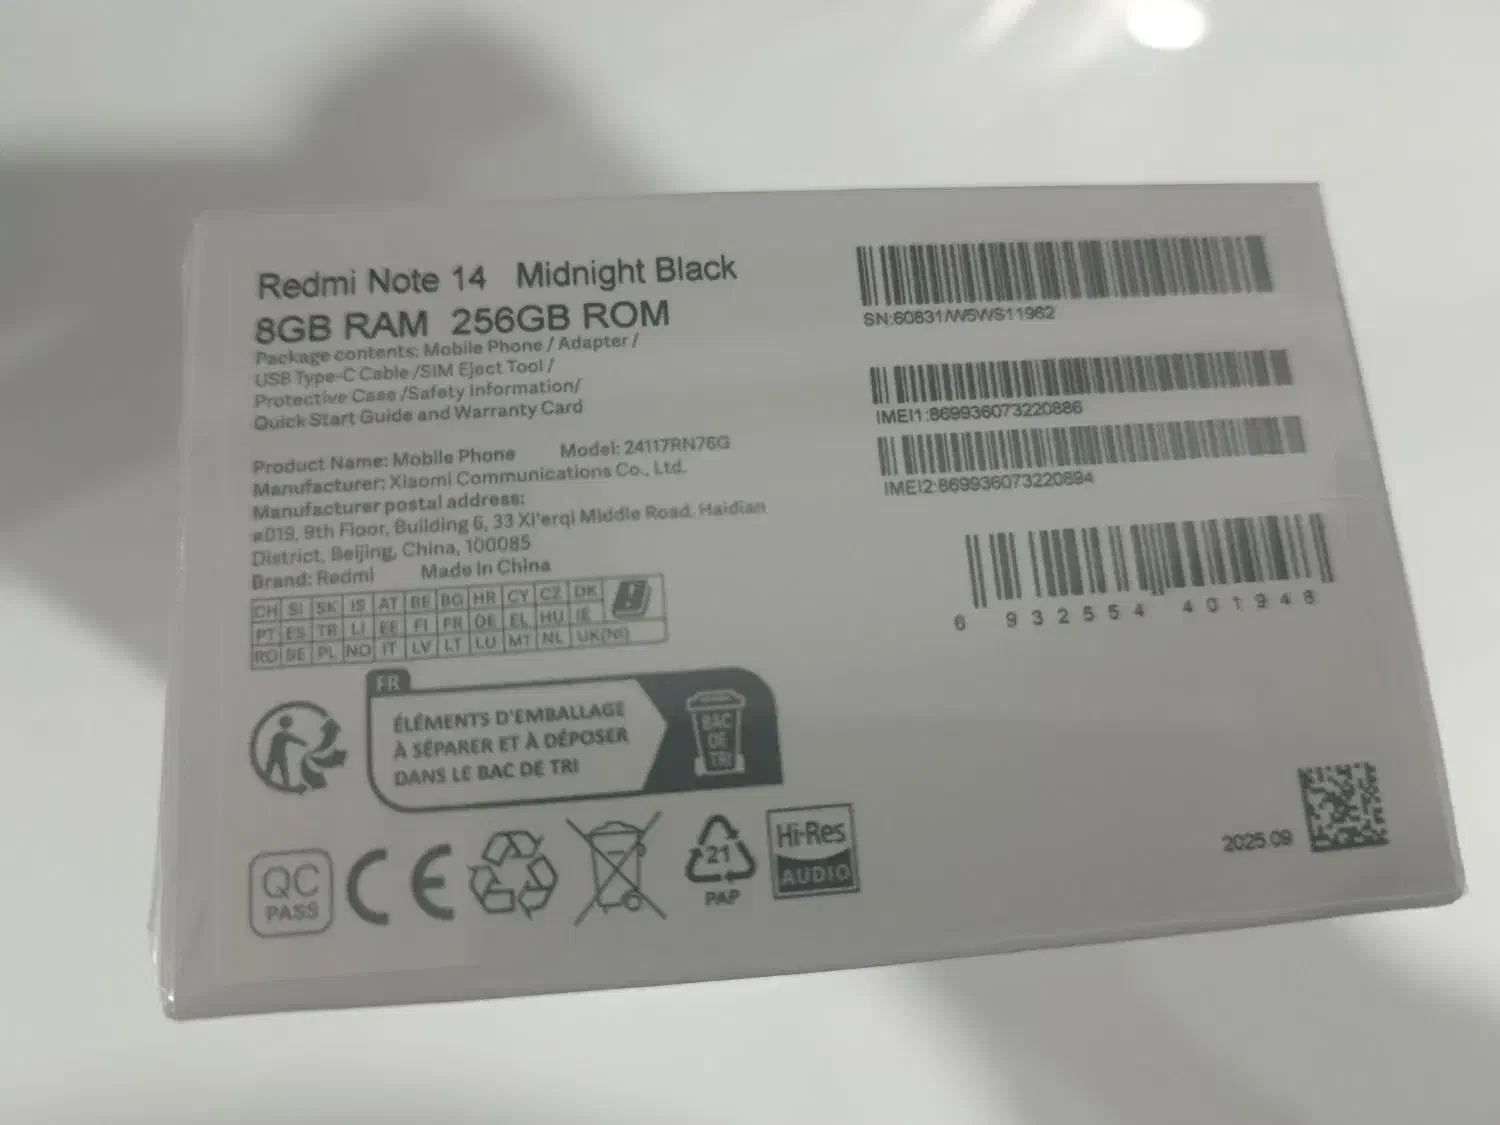 Redmi Note 14 Midnight Black
8GB RAM 256GB ROM
Package contents: Mobile Phone / Adapter /
USB Type-C Cable /SIM Eject Tool /
Protective Case /Safety Information/
Quick Start Guide and Warranty Card
Product Name: Mobile Phone Model: 24117RN76G
Manufacturer: Xiaomi Communications Co., Ltd.
Manufacturer postal address:
#019, 9th Floor, Building 6, 33 Xi'erqi Middle Road, Haidian
District, Beijing, China, 100085
Brand: Redmi Made In China
CH SI SK IS AT BE BG HR CY CZ DK
PT ES TR LI EE FI FR DE EL HU IE
RO SE PL NO IT LV LT LU MT NL UK(NI)
FR
ÉLÉMENTS D'EMBALLAGE
À SÉPARER ET À DÉPOSER
DANS LE BAC DE TRI
BAC
DE
TRI
QC
PASS
CE
21
PAP
Hi-Res
AUDIO
SN:60831/W5WS11962
IMEI1:869936073220886
IMEI2:869936073220894
6 932554 401948
2025.09